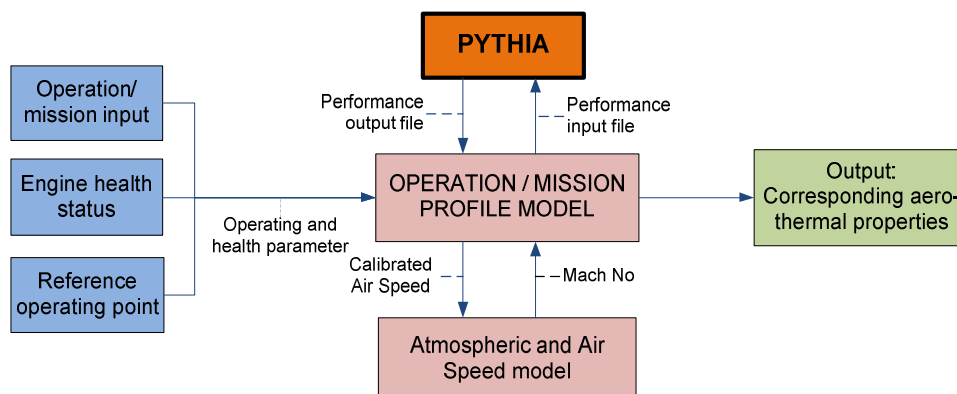 PYTHIA
Operation/
mission input
Performance
output file
Performance
input file
Engine health
status
OPERATION / MISSION
PROFILE MODEL
Output:
Corresponding aero-
thermal properties
Operating and
health parameter
Reference
operating point
Calibrated
Air Speed
Mach No
Atmospheric and Air
Speed model